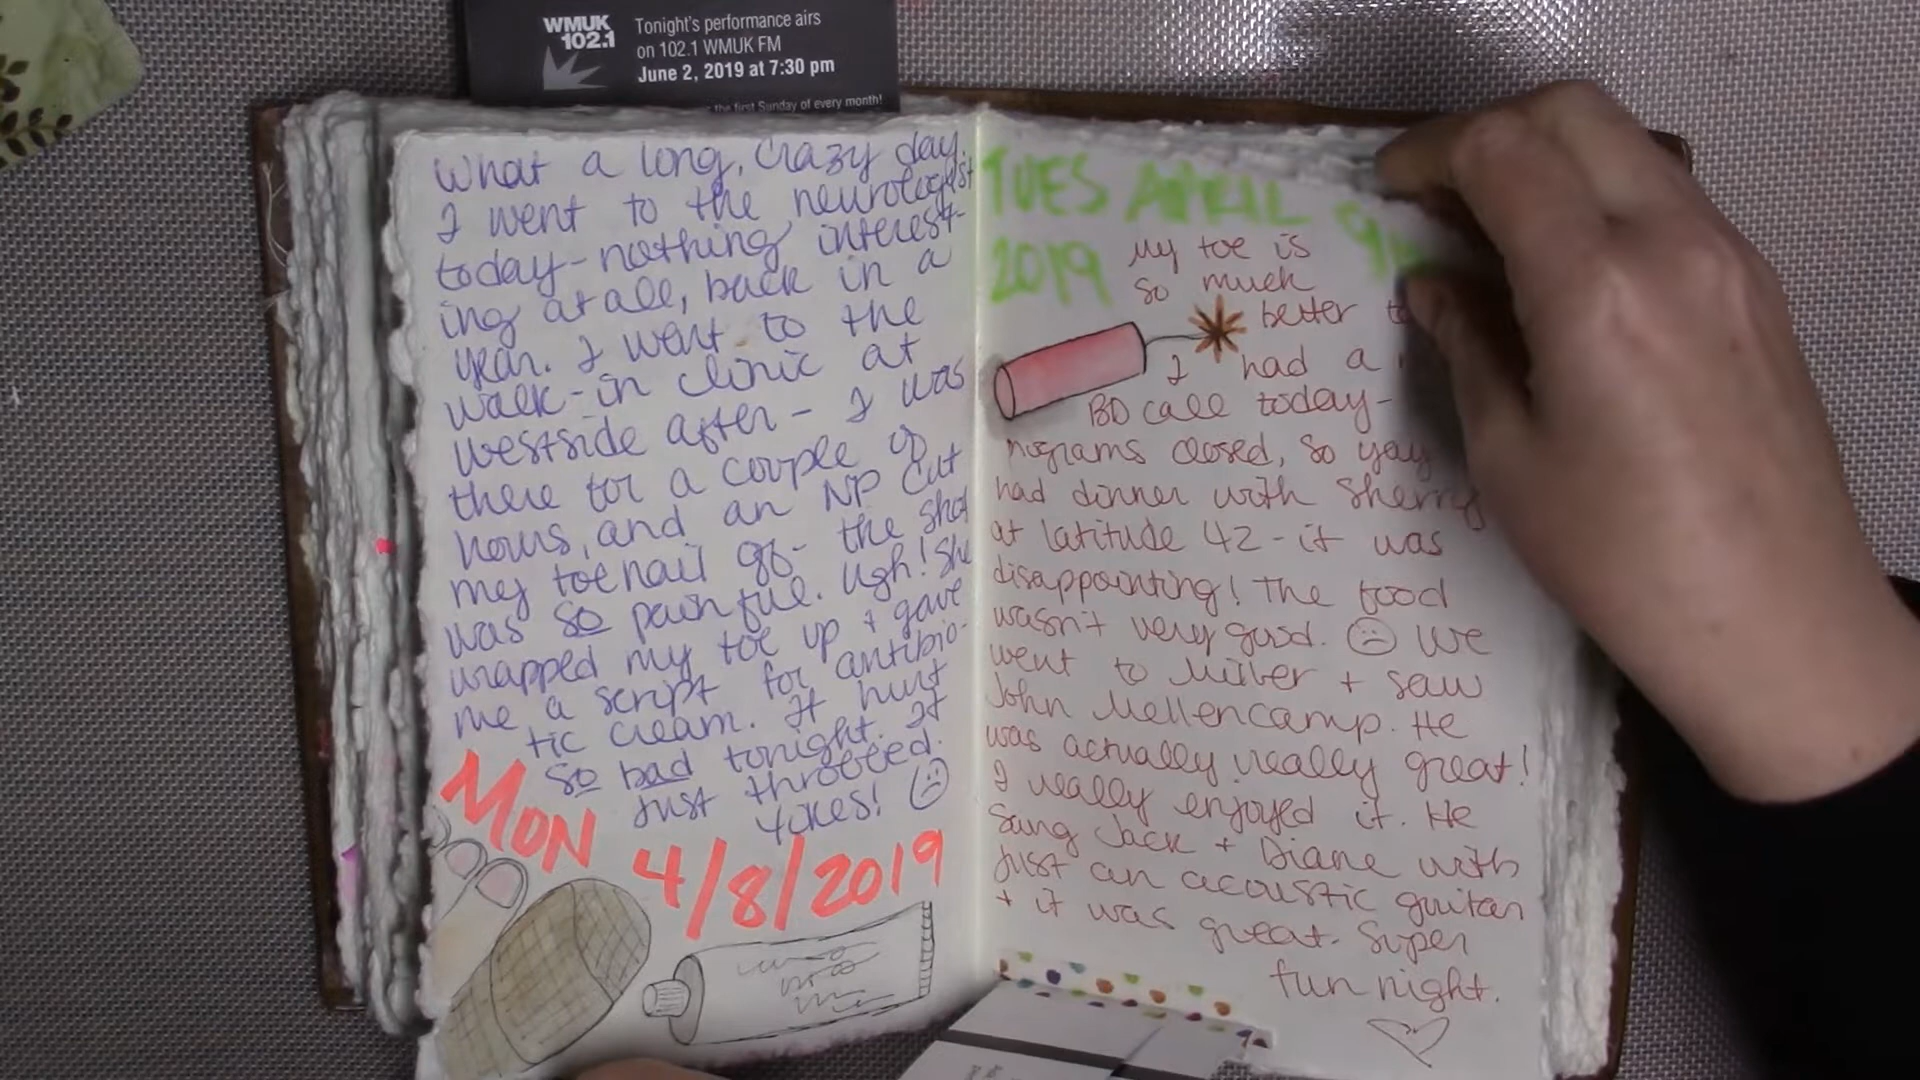 WMUK
102.1
Tonight's performance airs
on 102.1 WMUK FM
June 2, 2019 at 7:30 pm
the first Sunday of every month!
What a long, crazy day.
I went to the neurologist
today - nothing interest-
ing at all, back in a
year. I went to the
walk-in clinic at
Westside after - I was
there for a couple of
hours, and an NP cut
my toenail off - the shot
was so painful. Ugh! She
wrapped my toe up + gave
me a script for antibio-
tic cream. It hurt
so bad tonight. It
just throbbed.
Yikes!
MON
4/8/2019
TUES APRIL 9
2019
My toe is
so much
better
I had a
BD call today-
programs closed, so yay
had dinner with Sherry
at Latitude 42 - it was
disappointing! The food
wasn't very good. We
went to Miller + saw
John Mellencamp. He
was actually really great!
I really enjoyed it. He
sang Jack + Diane with
just an acoustic guitar
+ it was great. Super
fun night.